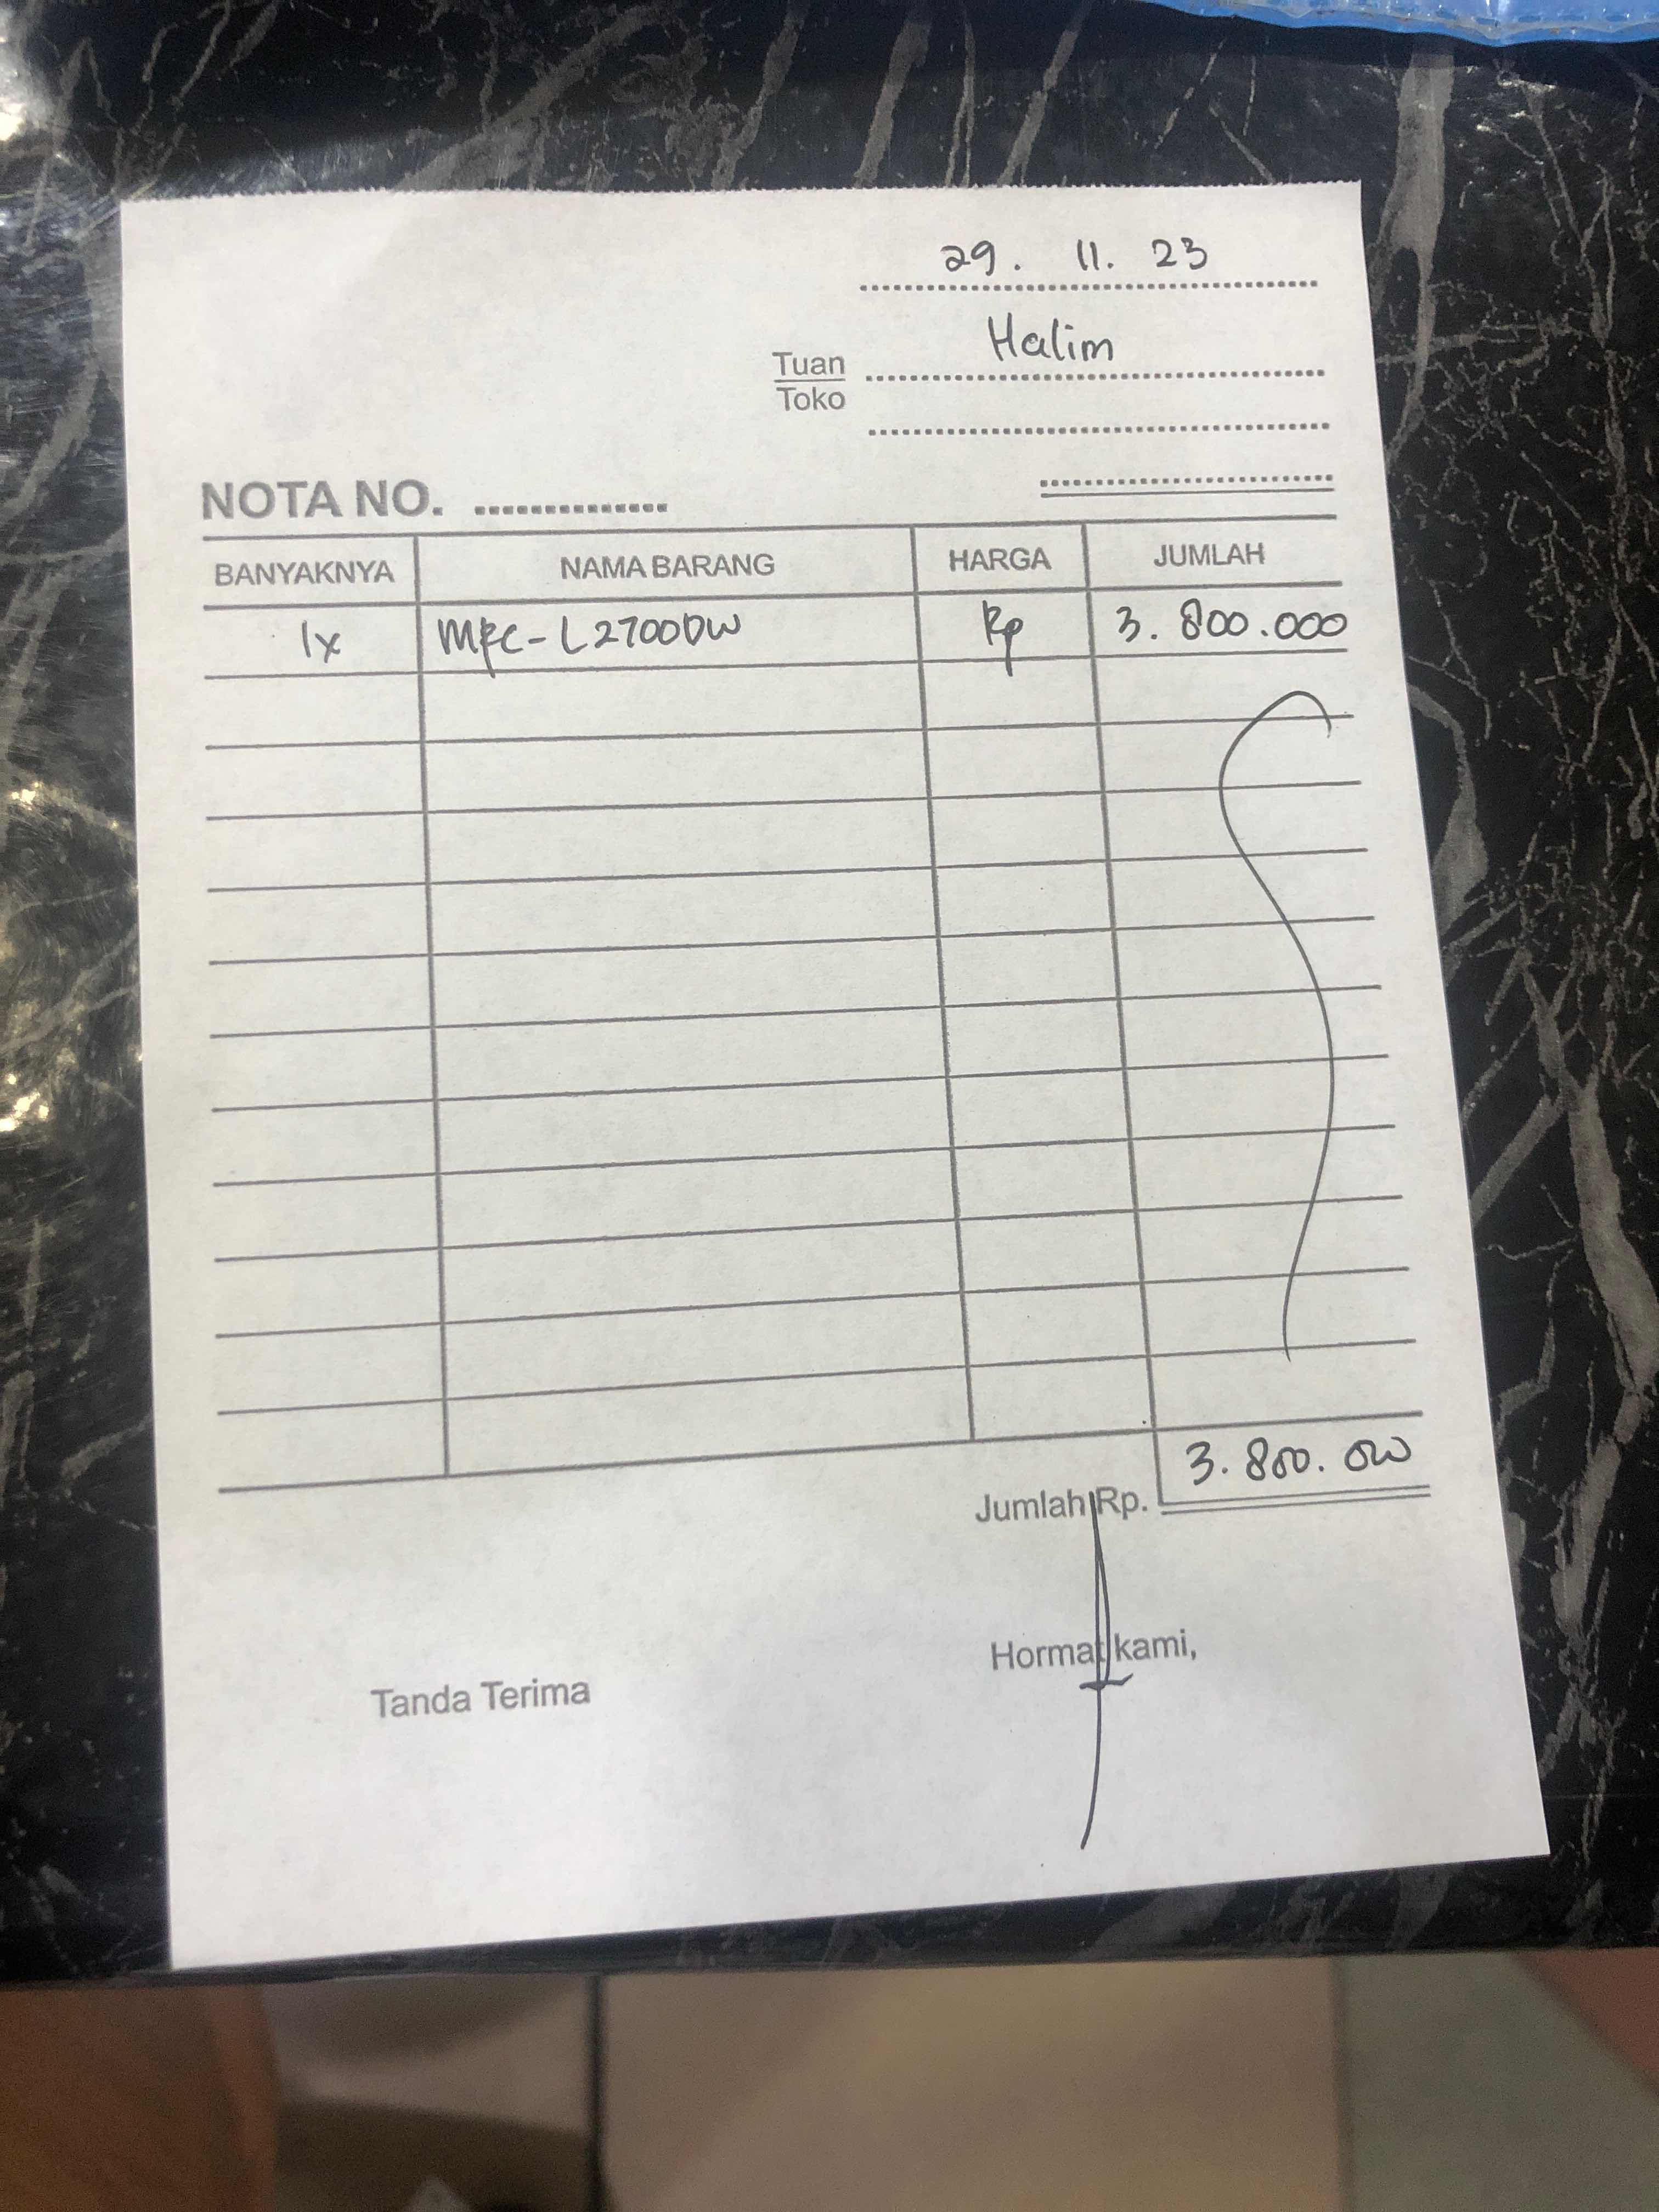 29. 11. 23
Tuan Halim
Toko
NOTA NO.
BANYAKNYA NAMA BARANG HARGA JUMLAH
1x MFC-L2700DW Rp 3.800.000
Jumlah Rp. 3.800.000
Tanda Terima Hormat kami,